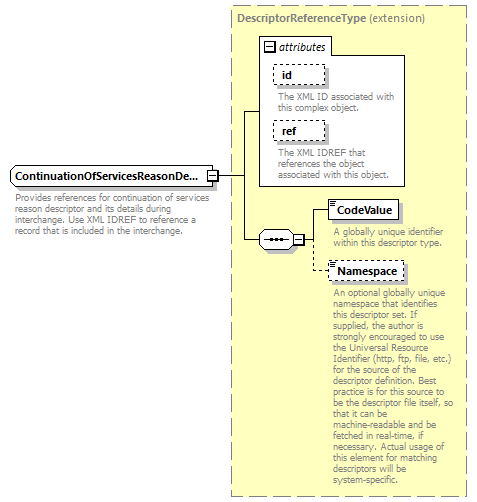 DescriptorReferenceType (extension)
attributes
id
The XML ID associated with
this complex object.
ref
The XML IDREF that
references the object
associated with this object.
ContinuationOfServicesReasonDe...
Provides references for continuation of services
reason descriptor and its details during
interchange. Use XML IDREF to reference a
record that is included in the interchange.
CodeValue
A globally unique identifier
within this descriptor type.
Namespace
An optional globally unique
namespace that identifies
this descriptor set. If
supplied, the author is
strongly encouraged to use
the Universal Resource
Identifier (http, ftp, file, etc.)
for the source of the
descriptor definition. Best
practice is for this source to
be the descriptor file itself, so
that it can be
machine-readable and be
fetched in real-time, if
necessary. Actual usage of
this element for matching
descriptors will be
system-specific.